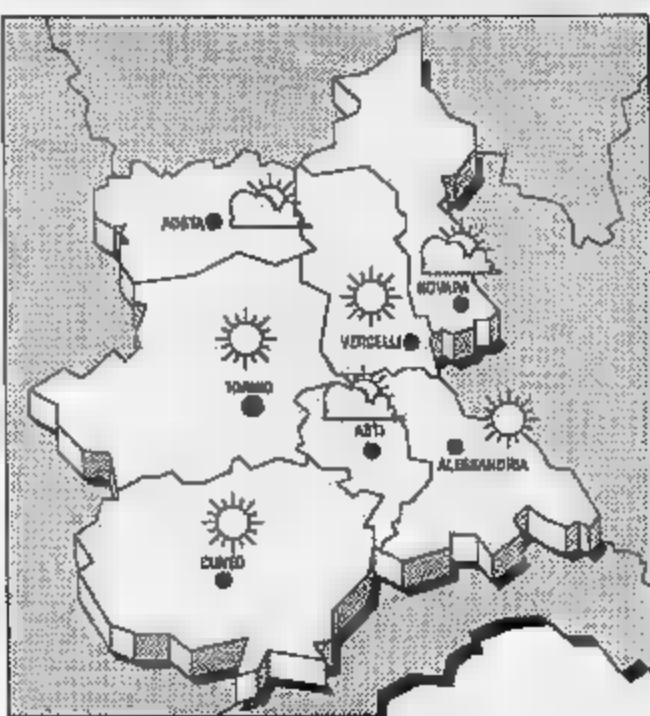 AOSTA
NOVARA
VERCELLI
TORINO
ASTI
ALESSANDRIA
CUNEO